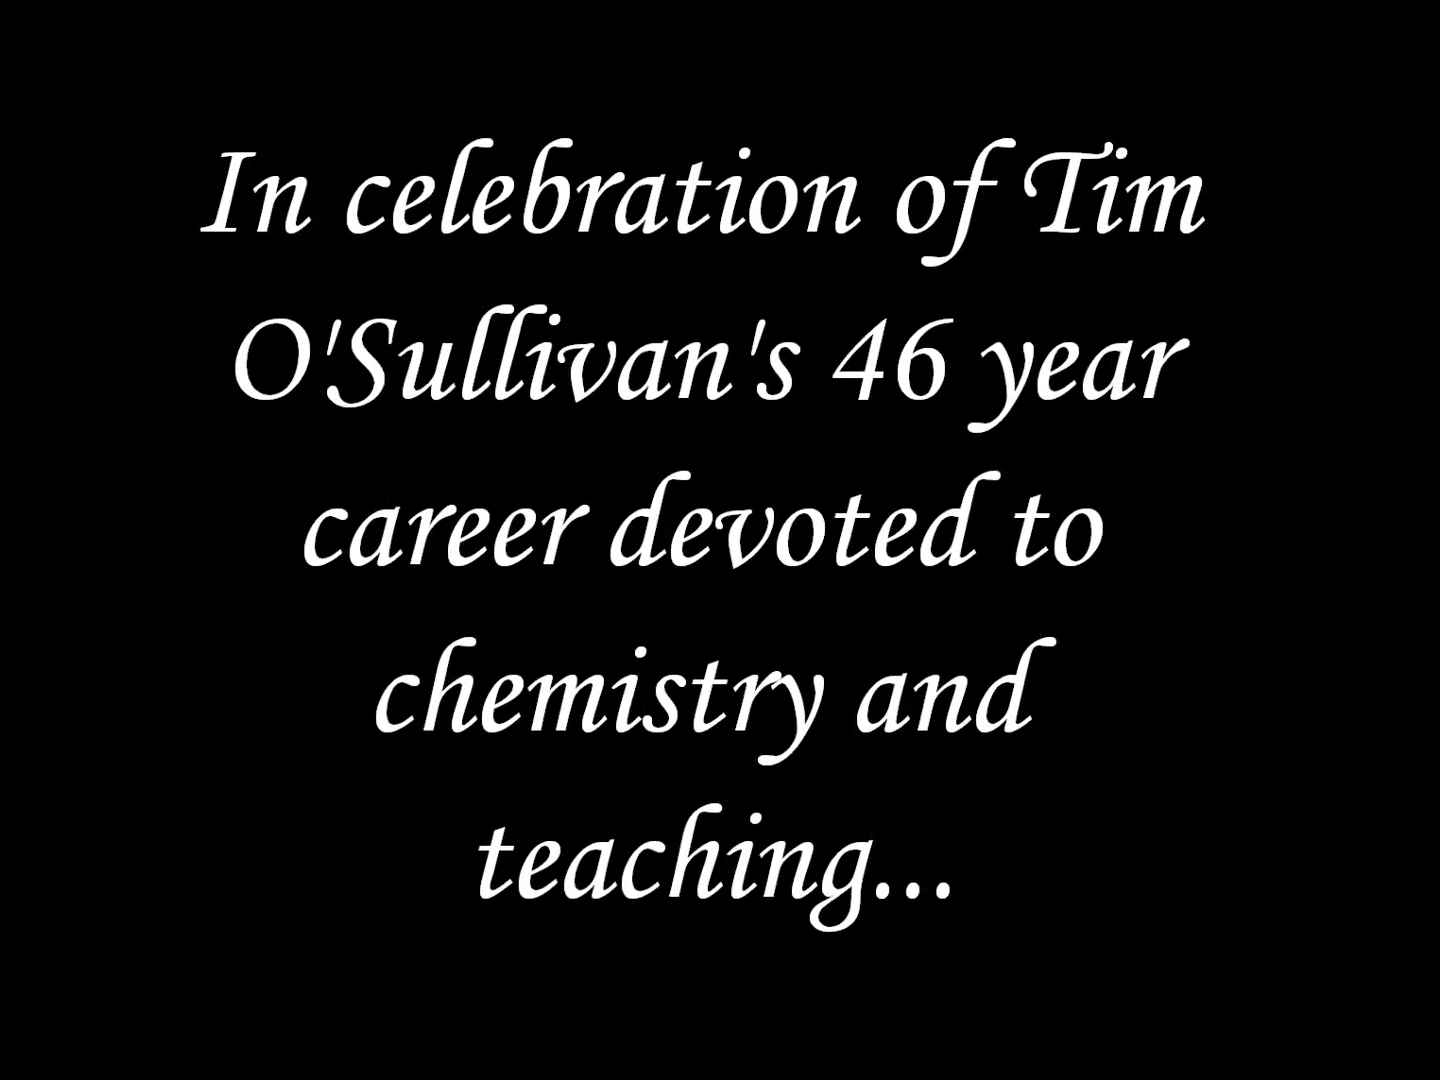 In celebration of Tim
O'Sullivan's 46 year
career devoted to
chemistry and
teaching...